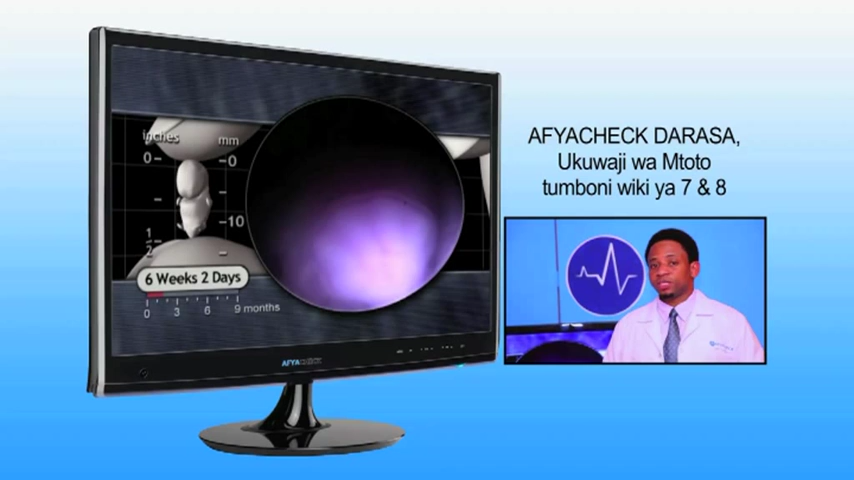 inches
mm
0
0
10
1
2
6 Weeks 2 Days
0 3 6 9 months
AFYACHECK
AFYACHECK DARASA,
Ukuwaji wa Mtoto
tumboni wiki ya 7 & 8